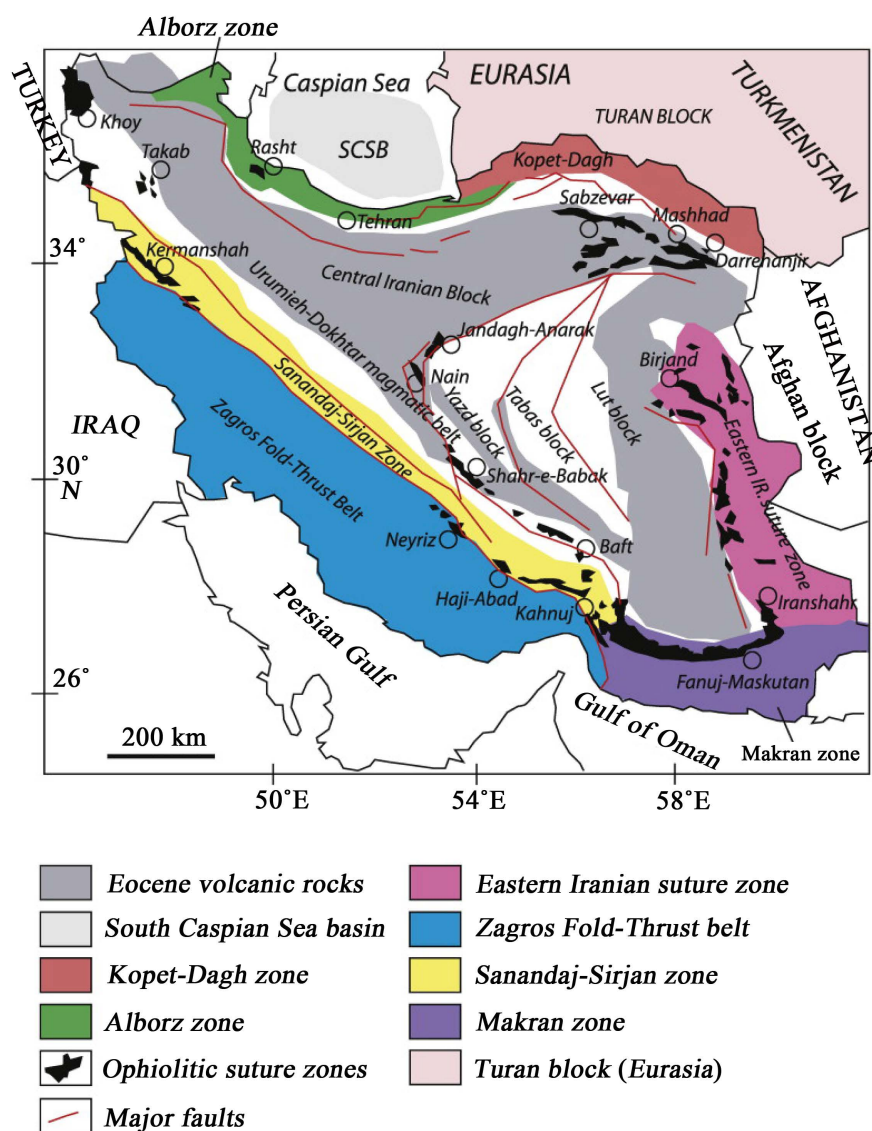 Alborz zone
TURKEY
Caspian Sea
EURASIA
TURKMENISTAN
TURAN BLOCK
Khoy
Takab
Rasht
SCSB
Kopet-Dagh
Sabzevar
Mashhad
Tehran
34°
Kermanshah
Darrehanjir
Urumieh-Dokhtar magmatic belt
Central Iranian Block
AFGHANISTAN
Afghan block
Jandagh-Anarak
Birjand
Nain
Sanandaj-Sirjan Zone
Yazd block
Tabas block
Lut block
IRAQ
Zagros Fold-Thrust Belt
Eastern IR. suture zone
30°
N
Shahr-e-Babak
Neyriz
Baft
Haji-Abad
Kahnuj
Iranshahr
Persian Gulf
26°
Fanuj-Maskutan
Gulf of Oman
200 km
Makran zone
50°E
54°E
58°E
Eocene volcanic rocks
South Caspian Sea basin
Kopet-Dagh zone
Alborz zone
Ophiolitic suture zones
Major faults
Eastern Iranian suture zone
Zagros Fold-Thrust belt
Sanandaj-Sirjan zone
Makran zone
Turan block (Eurasia)